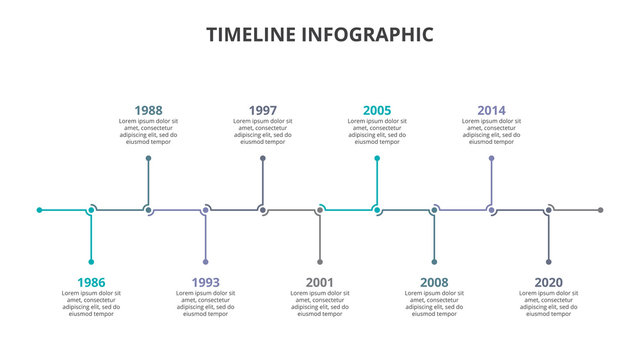 TIMELINE INFOGRAPHIC
1988
Lorem ipsum dolor sit
amet, consectetur
adipiscing elit, sed do
eiusmod tempor
1997
Lorem ipsum dolor sit
amet, consectetur
adipiscing elit, sed do
eiusmod tempor
2005
Lorem ipsum dolor sit
amet, consectetur
adipiscing elit, sed do
eiusmod tempor
2014
Lorem ipsum dolor sit
amet, consectetur
adipiscing elit, sed do
eiusmod tempor
1986
Lorem ipsum dolor sit
amet, consectetur
adipiscing elit, sed do
eiusmod tempor
1993
Lorem ipsum dolor sit
amet, consectetur
adipiscing elit, sed do
eiusmod tempor
2001
Lorem ipsum dolor sit
amet, consectetur
adipiscing elit, sed do
eiusmod tempor
2008
Lorem ipsum dolor sit
amet, consectetur
adipiscing elit, sed do
eiusmod tempor
2020
Lorem ipsum dolor sit
amet, consectetur
adipiscing elit, sed do
eiusmod tempor